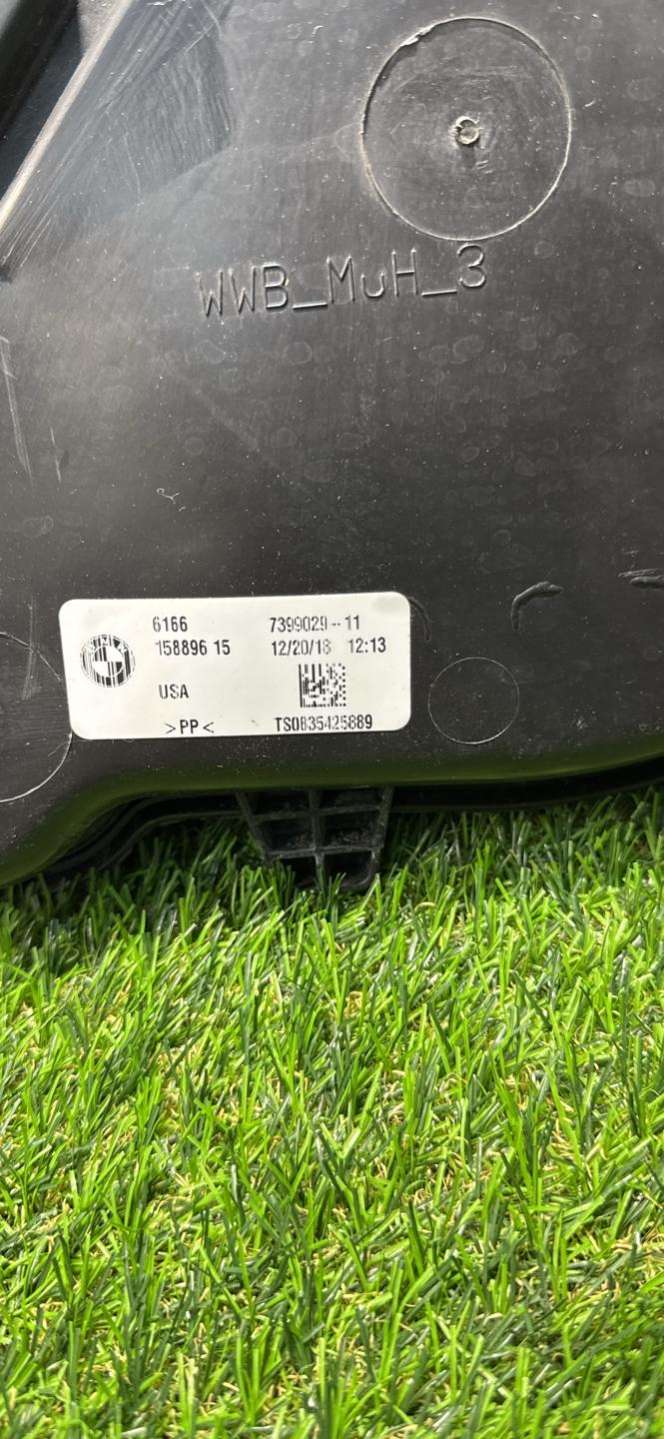 WWB_MuH_3
6166 7399029--11
158896 15 12/20/18 12:13
USA
>PP< TS0835425889